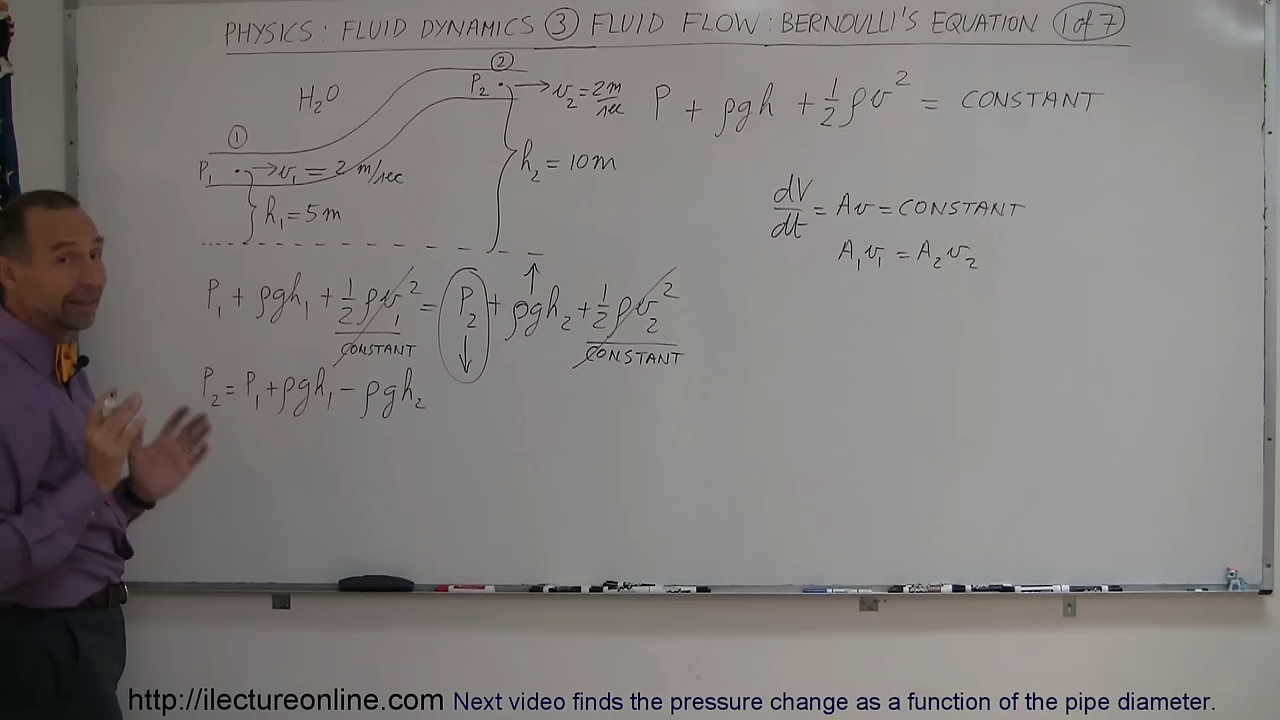 PHYSICS: FLUID DYNAMICS ③ FLUID FLOW: BERNOULLI'S EQUATION 1 of 7
②
H₂O
P₂ → v₂ = 2 m/sec
P + ρgh + ½ρv² = CONSTANT
①
P₁ → v₁ = 2 m/sec
h₂ = 10 m
h₁ = 5 m
dV/dt = Av = CONSTANT
A₁v₁ = A₂v₂
P₁ + ρgh₁ + ½ρv₁² = P₂ + ρgh₂ + ½ρv₂²
CONSTANT CONSTANT
P₂ = P₁ + ρgh₁ − ρgh₂
http://ilectureonline.com Next video finds the pressure change as a function of the pipe diameter.